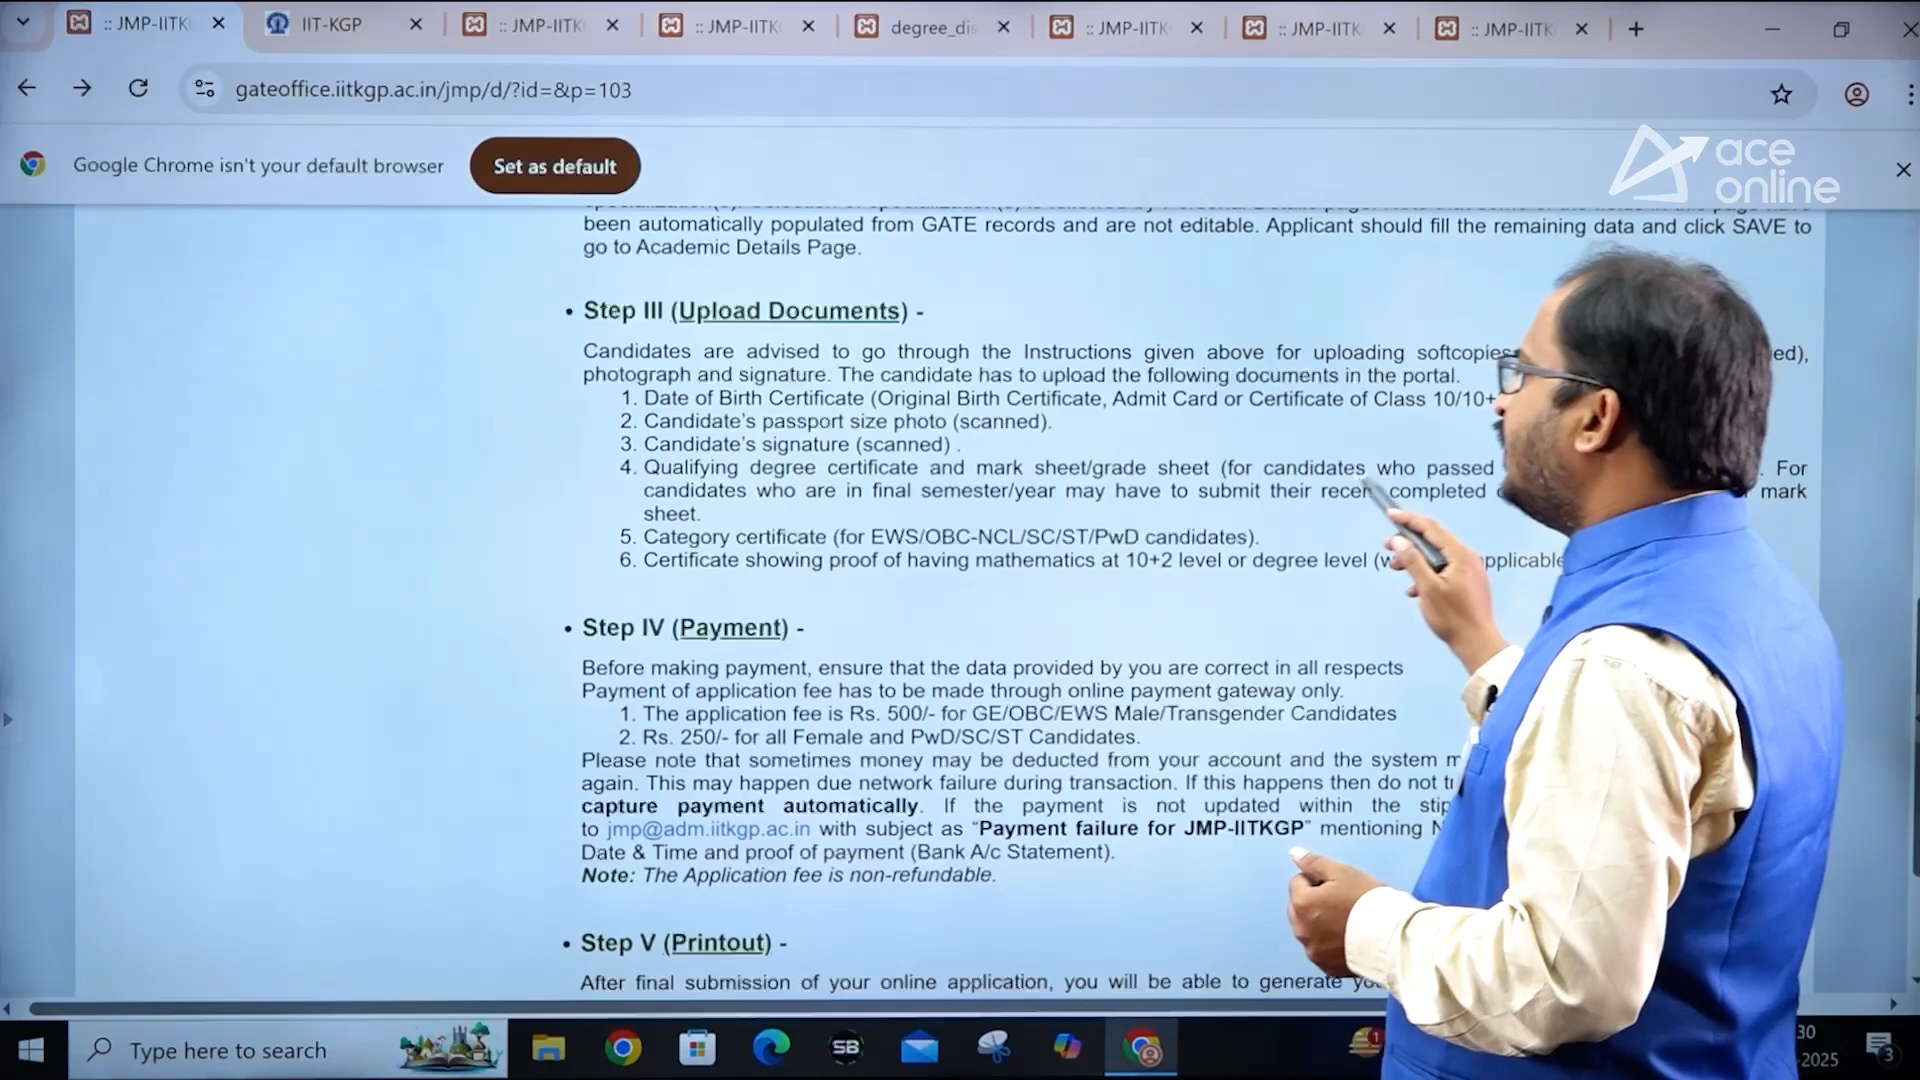 :: JMP-IITK
IIT-KGP
:: JMP-IITK
:: JMP-IITK
degree_dis
:: JMP-IITK
:: JMP-IITK
:: JMP-IITK
gateoffice.iitkgp.ac.in/jmp/d/?id=&p=103
Google Chrome isn't your default browser
Set as default
ace
online
been automatically populated from GATE records and are not editable. Applicant should fill the remaining data and click SAVE to
go to Academic Details Page.
• Step III (Upload Documents) -
Candidates are advised to go through the Instructions given above for uploading softcopies ed),
photograph and signature. The candidate has to upload the following documents in the portal.
1. Date of Birth Certificate (Original Birth Certificate, Admit Card or Certificate of Class 10/10+
2. Candidate's passport size photo (scanned).
3. Candidate's signature (scanned) .
4. Qualifying degree certificate and mark sheet/grade sheet (for candidates who passed . For
candidates who are in final semester/year may have to submit their recen completed mark
sheet.
5. Category certificate (for EWS/OBC-NCL/SC/ST/PwD candidates).
6. Certificate showing proof of having mathematics at 10+2 level or degree level (w pplicable
• Step IV (Payment) -
Before making payment, ensure that the data provided by you are correct in all respects
Payment of application fee has to be made through online payment gateway only.
1. The application fee is Rs. 500/- for GE/OBC/EWS Male/Transgender Candidates
2. Rs. 250/- for all Female and PwD/SC/ST Candidates.
Please note that sometimes money may be deducted from your account and the system m
again. This may happen due network failure during transaction. If this happens then do not t
capture payment automatically. If the payment is not updated within the stip
to jmp@adm.iitkgp.ac.in with subject as “Payment failure for JMP-IITKGP” mentioning N
Date & Time and proof of payment (Bank A/c Statement).
Note: The Application fee is non-refundable.
• Step V (Printout) -
After final submission of your online application, you will be able to generate yo
Type here to search
SB
1
30
-2025
3